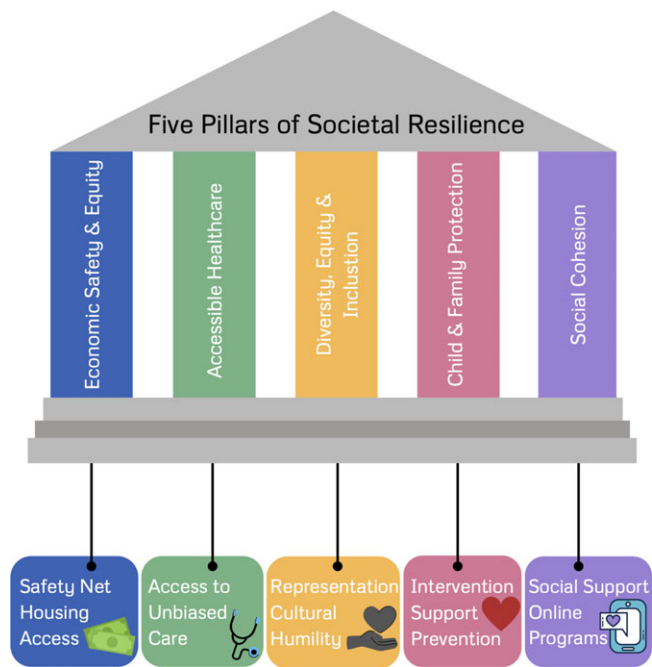 Five Pillars of Societal Resilience
Economic Safety & Equity
Accessible Healthcare
Diversity, Equity &
Inclustion
Child & Family Protection
Social Cohesion
Safety Net
Housing
Access
Access to
Unbiased
Care
Representation
Cultural
Humility
Intervention
Support
Prevention
Social Support
Online
Programs